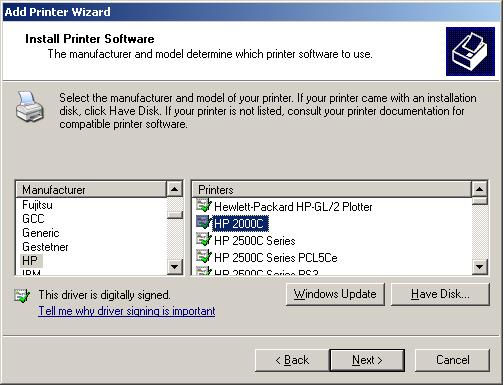 Add Printer Wizard
Install Printer Software
The manufacturer and model determine which printer software to use.
Select the manufacturer and model of your printer. If your printer came with an installation
disk, click Have Disk. If your printer is not listed, consult your printer documentation for
compatible printer software.
Manufacturer
Fujitsu
GCC
Generic
Gestetner
HP
IBM
Printers
Hewlett-Packard HP-GL/2 Plotter
HP 2000C
HP 2500C Series
HP 2500C Series PCL5Ce
HP 2500C Series PS3
This driver is digitally signed.
Tell me why driver signing is important
Windows Update
Have Disk...
< Back
Next >
Cancel